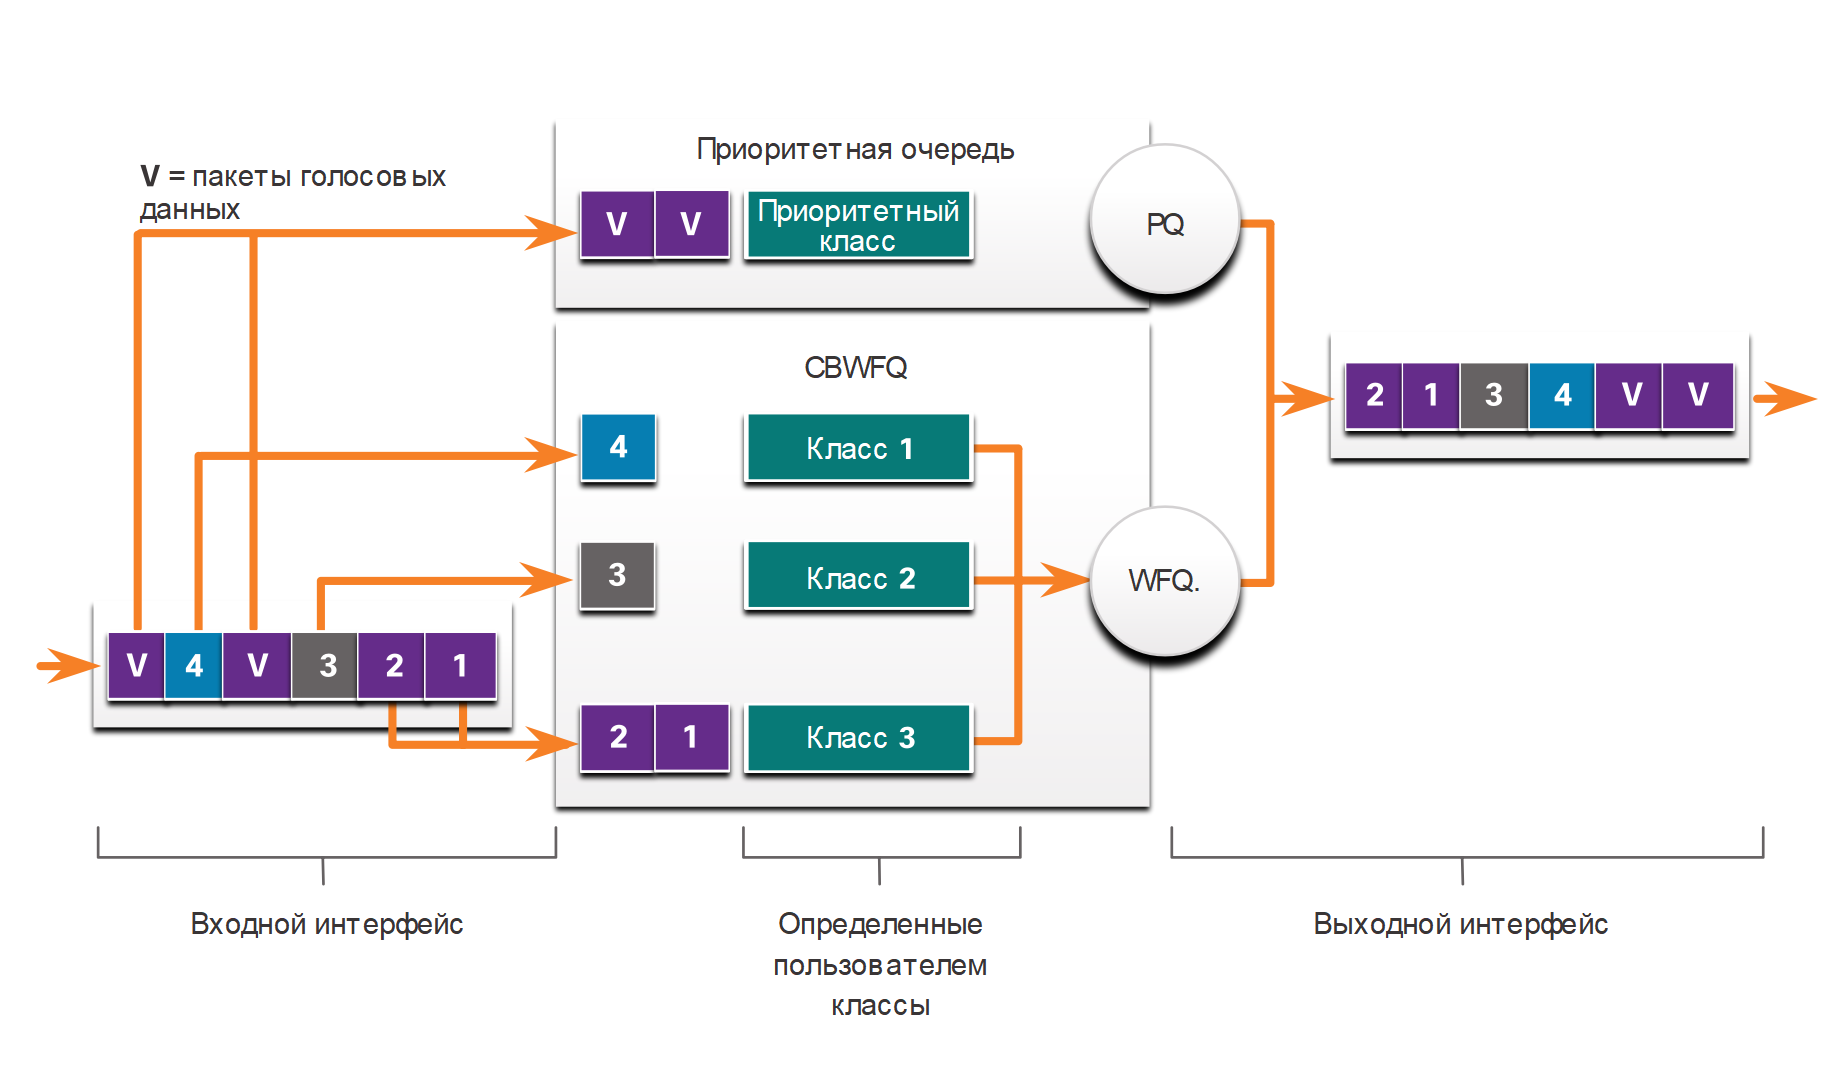 V = пакеты голосовых
данных
Приоритетная очередь
V V Приоритетный
класс
PQ
CBWFQ
4 Класс 1
3 Класс 2
2 1 Класс 3
WFQ.
V 4 V 3 2 1
2 1 3 4 V V
Входной интерфейс
Определенные
пользователем
классы
Выходной интерфейс